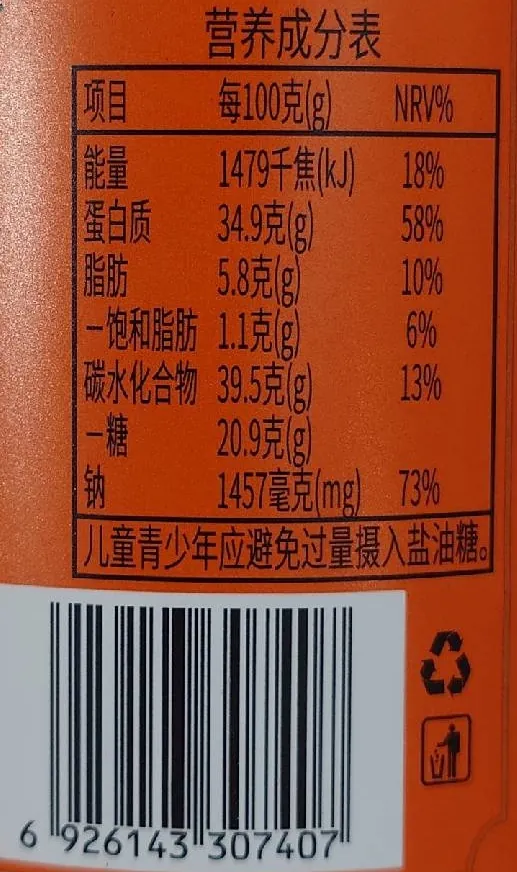 营养成分表
项目 每100克(g) NRV%
能量 1479千焦(kJ) 18%
蛋白质 34.9克(g) 58%
脂肪 5.8克(g) 10%
－饱和脂肪 1.1克(g) 6%
碳水化合物 39.5克(g) 13%
－糖 20.9克(g)
钠 1457毫克(mg) 73%
儿童青少年应避免过量摄入盐油糖。
6 926143 307407